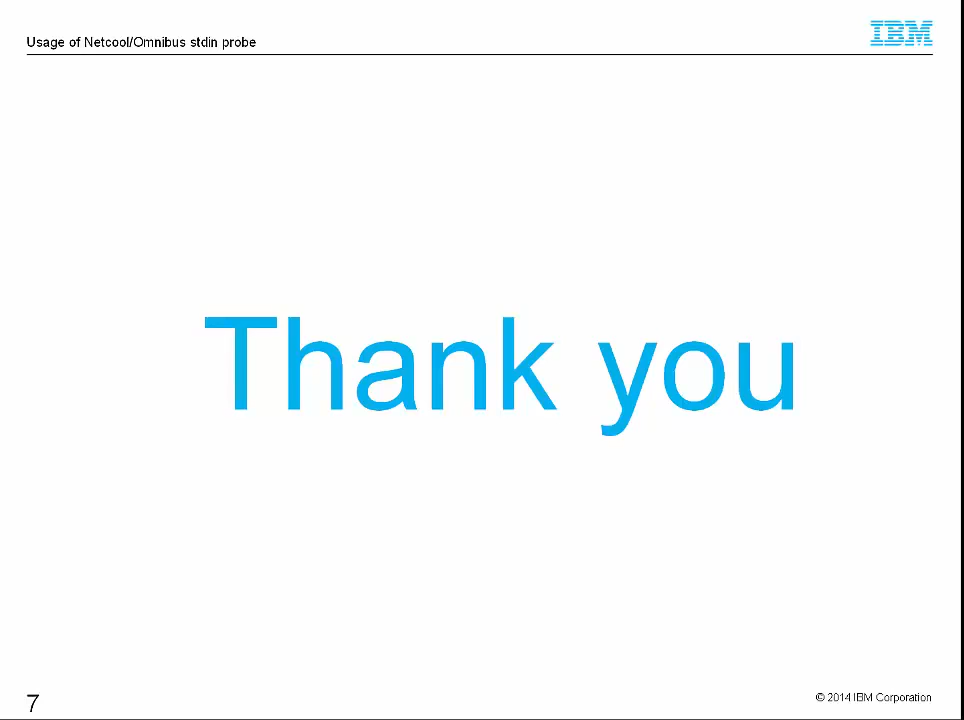 Usage of Netcool/Omnibus stdin probe
IBM
Thank you
7
© 2014 IBM Corporation